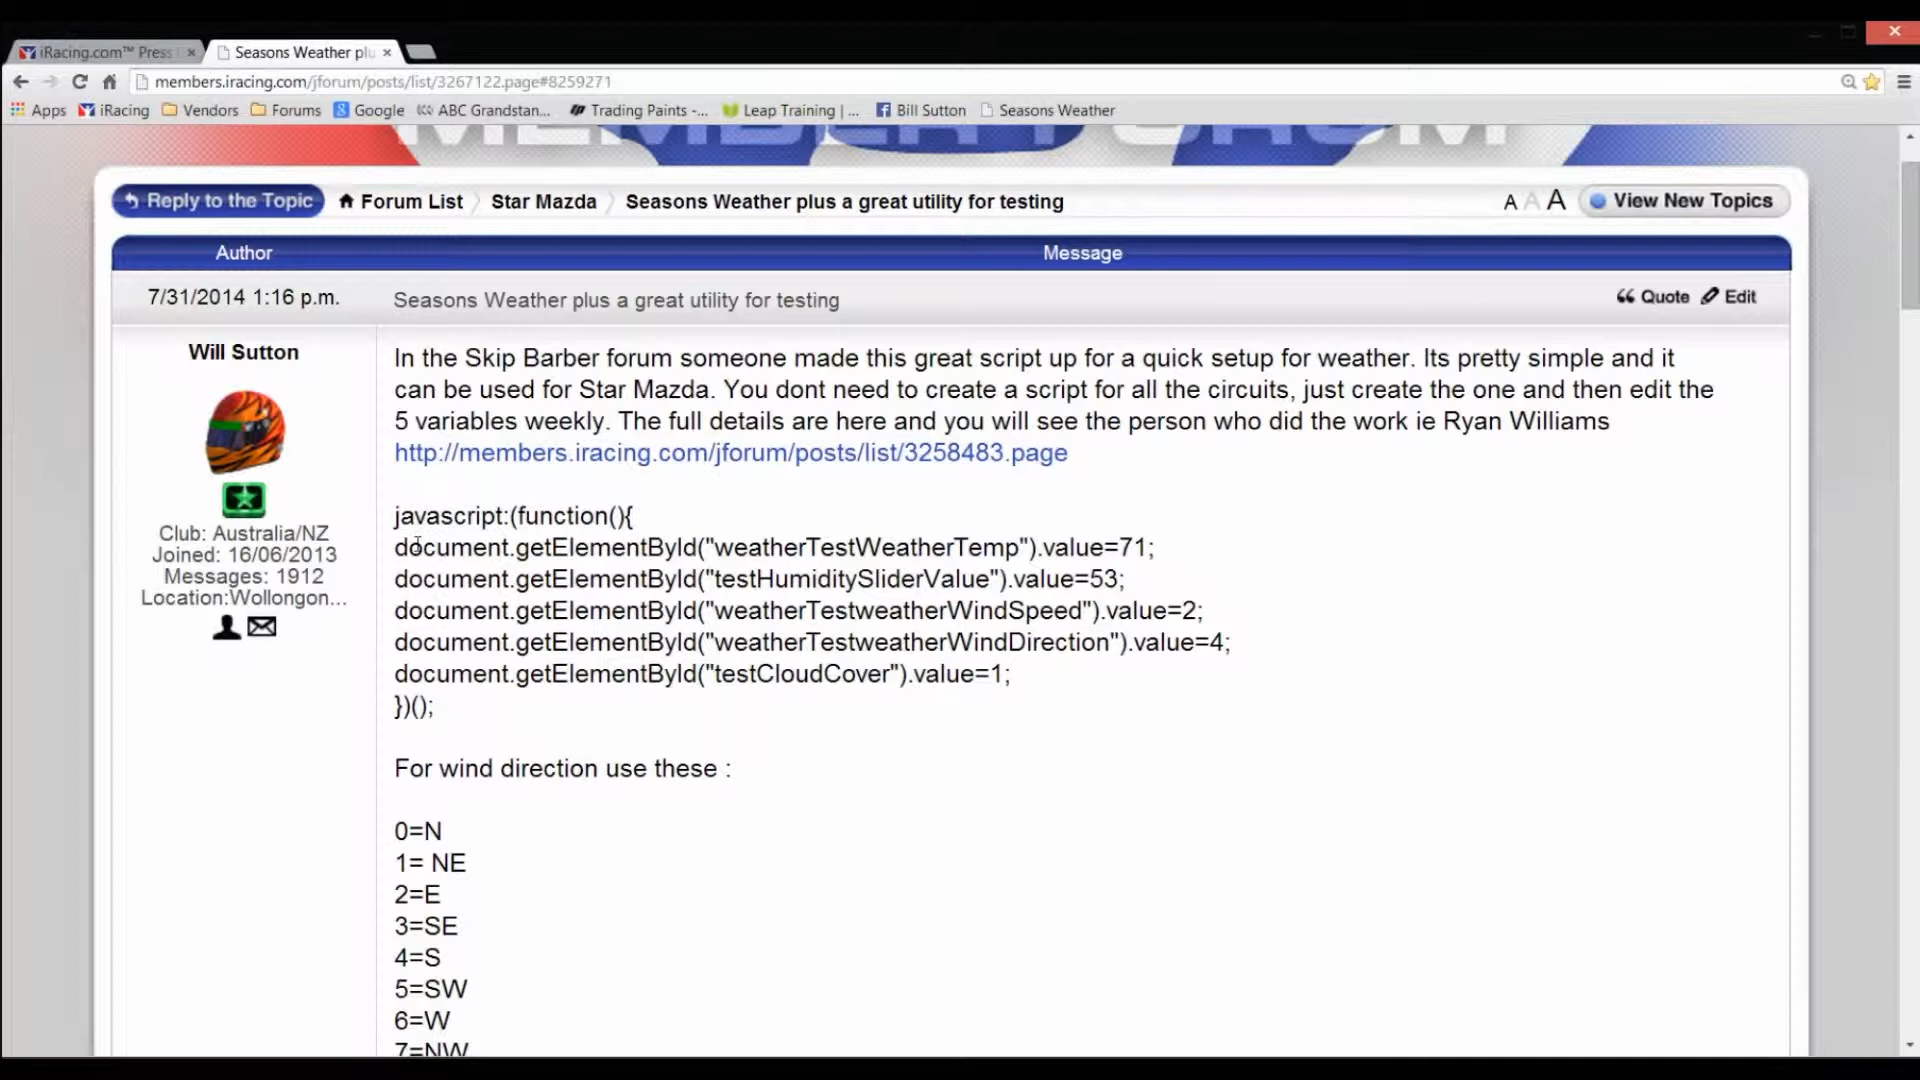 iRacing.com™ Press
Seasons Weather plu
members.iracing.com/jforum/posts/list/3267122.page#8259271
Apps iRacing Vendors Forums Google ABC Grandstan... Trading Paints -... Leap Training | ... Bill Sutton Seasons Weather
MEMBER FORUM
Reply to the Topic Forum List Star Mazda Seasons Weather plus a great utility for testing A A A View New Topics
Author Message
7/31/2014 1:16 p.m. Seasons Weather plus a great utility for testing Quote Edit
Will Sutton
Club: Australia/NZ
Joined: 16/06/2013
Messages: 1912
Location:Wollongon...
In the Skip Barber forum someone made this great script up for a quick setup for weather. Its pretty simple and it
can be used for Star Mazda. You dont need to create a script for all the circuits, just create the one and then edit the
5 variables weekly. The full details are here and you will see the person who did the work ie Ryan Williams
http://members.iracing.com/jforum/posts/list/3258483.page
javascript:(function(){
document.getElementById("weatherTestWeatherTemp").value=71;
document.getElementById("testHumiditySliderValue").value=53;
document.getElementById("weatherTestweatherWindSpeed").value=2;
document.getElementById("weatherTestweatherWindDirection").value=4;
document.getElementById("testCloudCover").value=1;
})();
For wind direction use these :
0=N
1= NE
2=E
3=SE
4=S
5=SW
6=W
7=NW